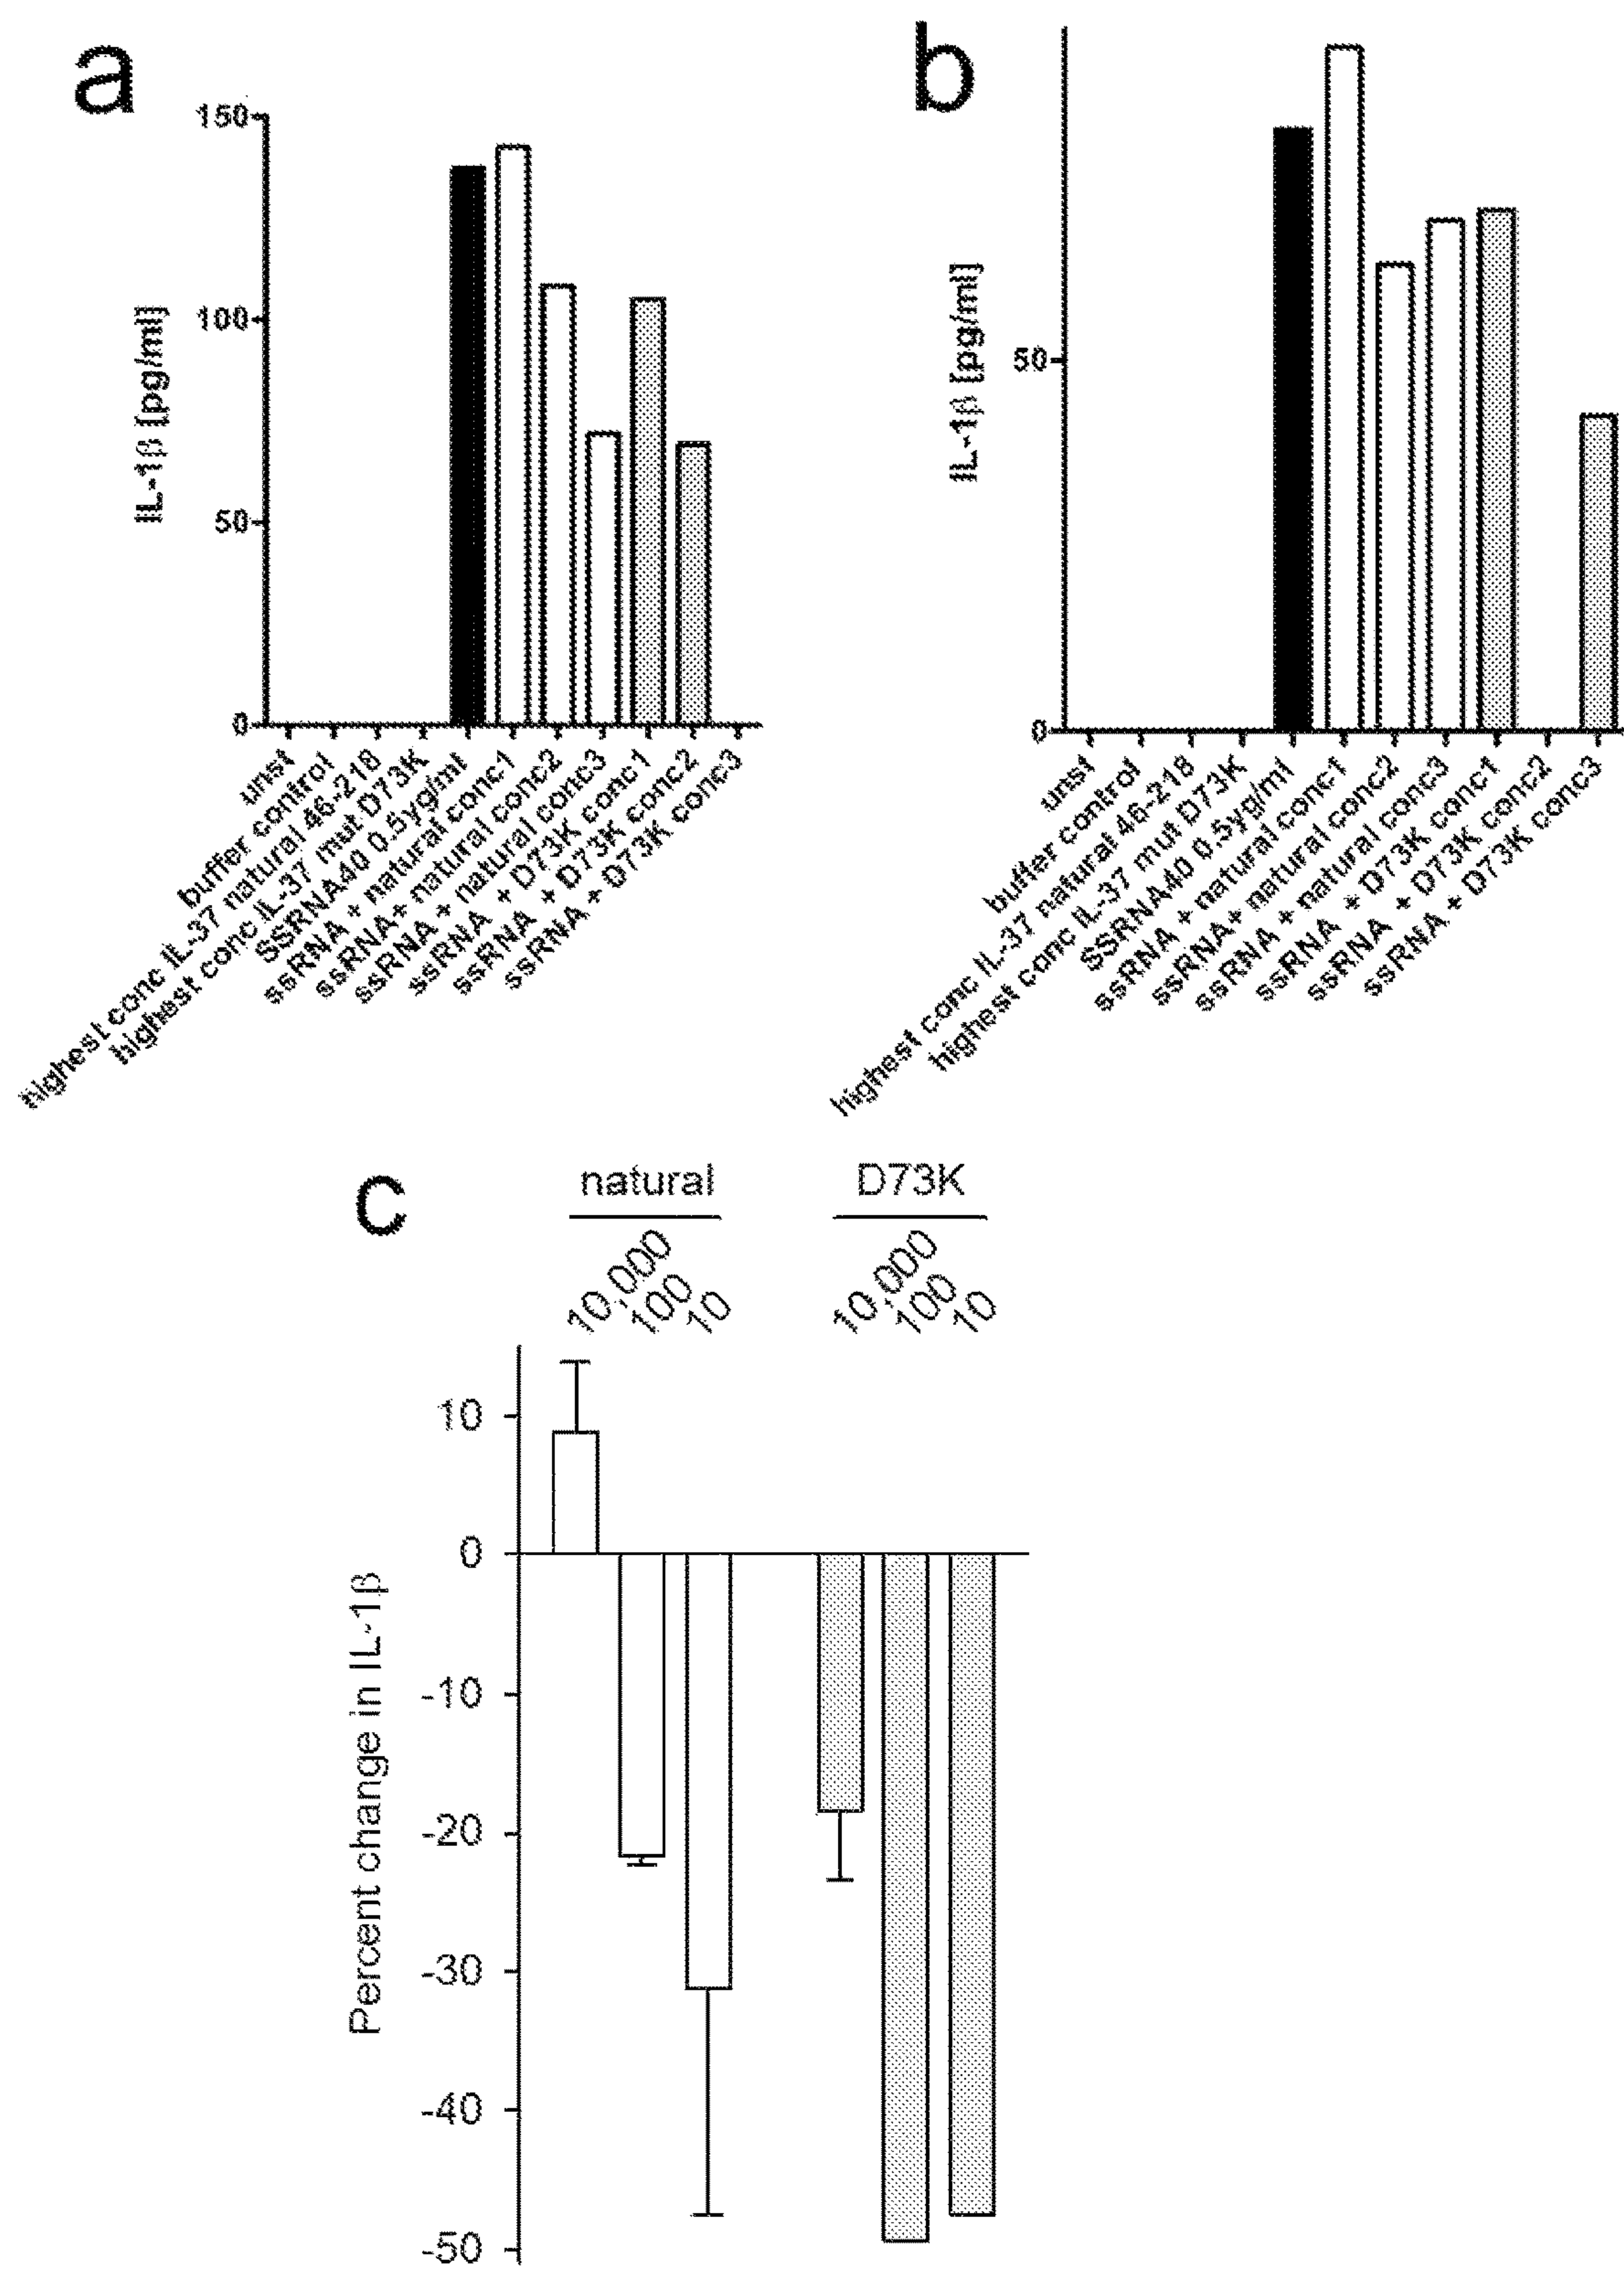 a
IL-1β [pg/ml]
150
100
50
0
unst
buffer control
highest conc IL-37 natural 46-218
highest conc IL-37 mut D73K
SSRNA40 0.5yg/ml
ssRNA + natural conc1
ssRNA+ natural conc2
ssRNA + natural conc3
ssRNA + D73K conc1
ssRNA + D73K conc2
ssRNA + D73K conc3
b
IL-1β [pg/ml]
50
0
unst
buffer control
highest conc IL-37 natural 46-218
highest conc IL-37 mut D73K
SSRNA40 0.5yg/ml
ssRNA + natural conc1
ssRNA+ natural conc2
ssRNA + natural conc3
ssRNA + D73K conc1
ssRNA + D73K conc2
ssRNA + D73K conc3
c
natural
D73K
10,000
100
10
10,000
100
10
Percent change in IL-1β
10
0
-10
-20
-30
-40
-50